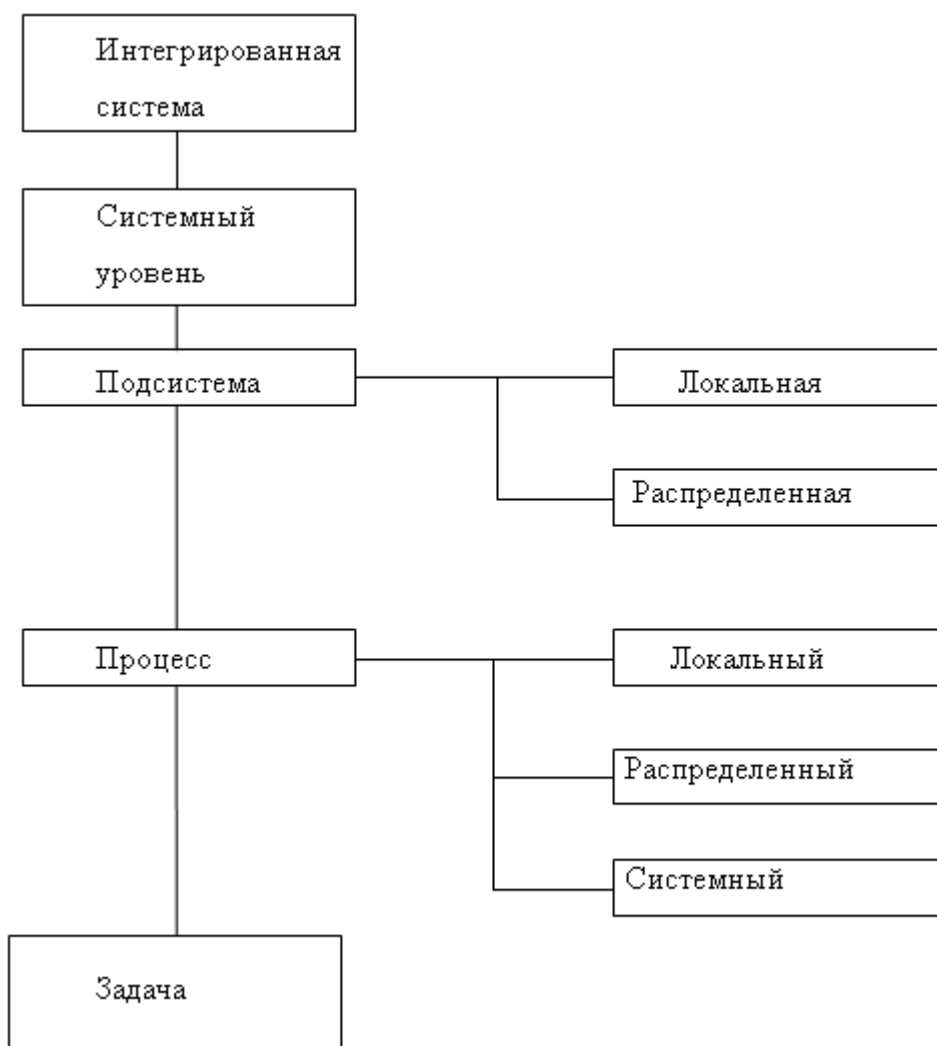 Интегрированная
система
Системный
уровень
Подсистема
Локальная
Распределенная
Процесс
Локальный
Распределенный
Системный
Задача